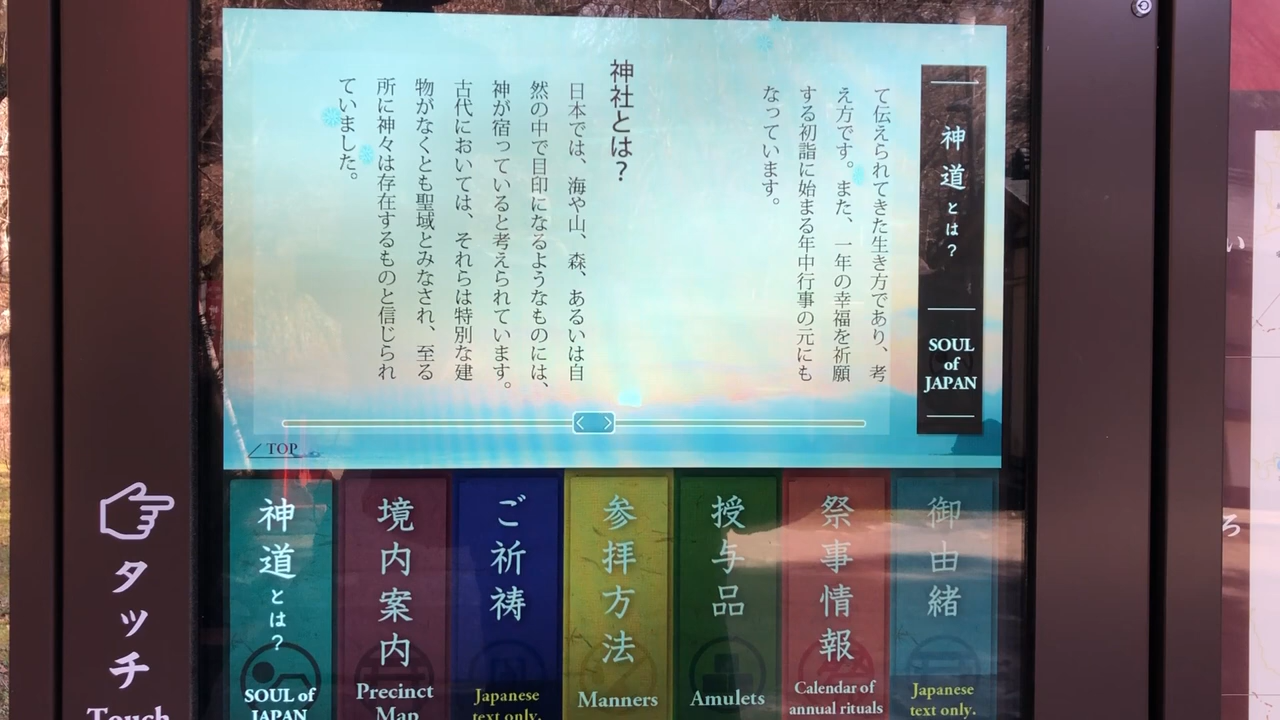 神道とは？
SOUL
of
JAPAN
て伝えられてきた生き方であり、考
え方です。また、一年の幸福を祈願
する初詣に始まる年中行事の元にも
なっています。
神社とは？
日本では、海や山、森、あるいは自
然の中で目印になるようなものには、
神が宿っていると考えられています。
古代においては、それらは特別な建
物がなくとも聖域とみなされ、至る
所に神々は存在するものと信じられ
ていました。
TOP
タッチ
Touch
神道とは？
SOUL of
JAPAN
境内案内
Precinct
Map
ご祈祷
Japanese
text only.
参拝方法
Manners
授与品
Amulets
祭事情報
Calendar of
annual rituals
御由緒
Japanese
text only.
い
ろ